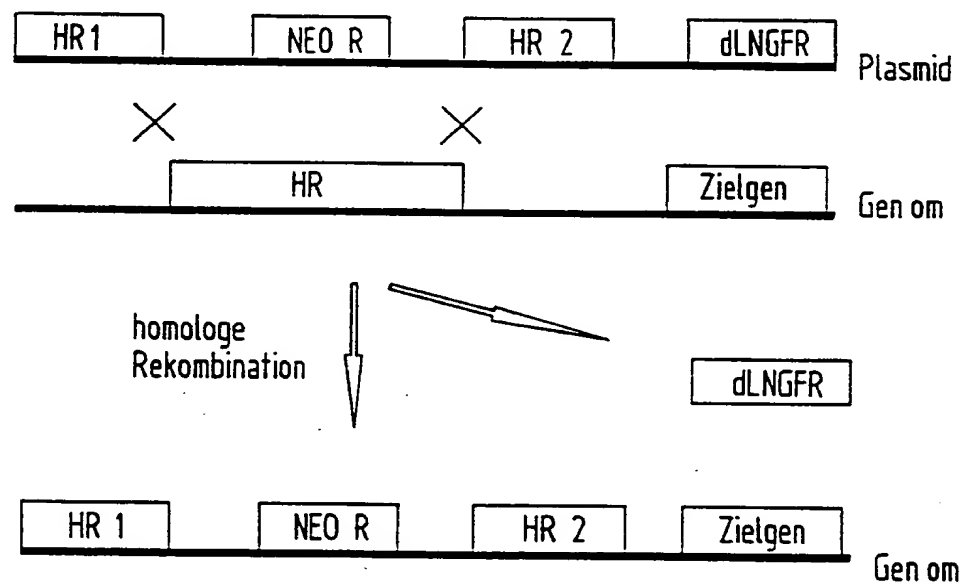 HR 1 NEO R HR 2 dLNGFR
Plasmid
HR Zielgen
Gen om
homologe
Rekombination
dLNGFR
HR 1 NEO R HR 2 Zielgen
Gen om